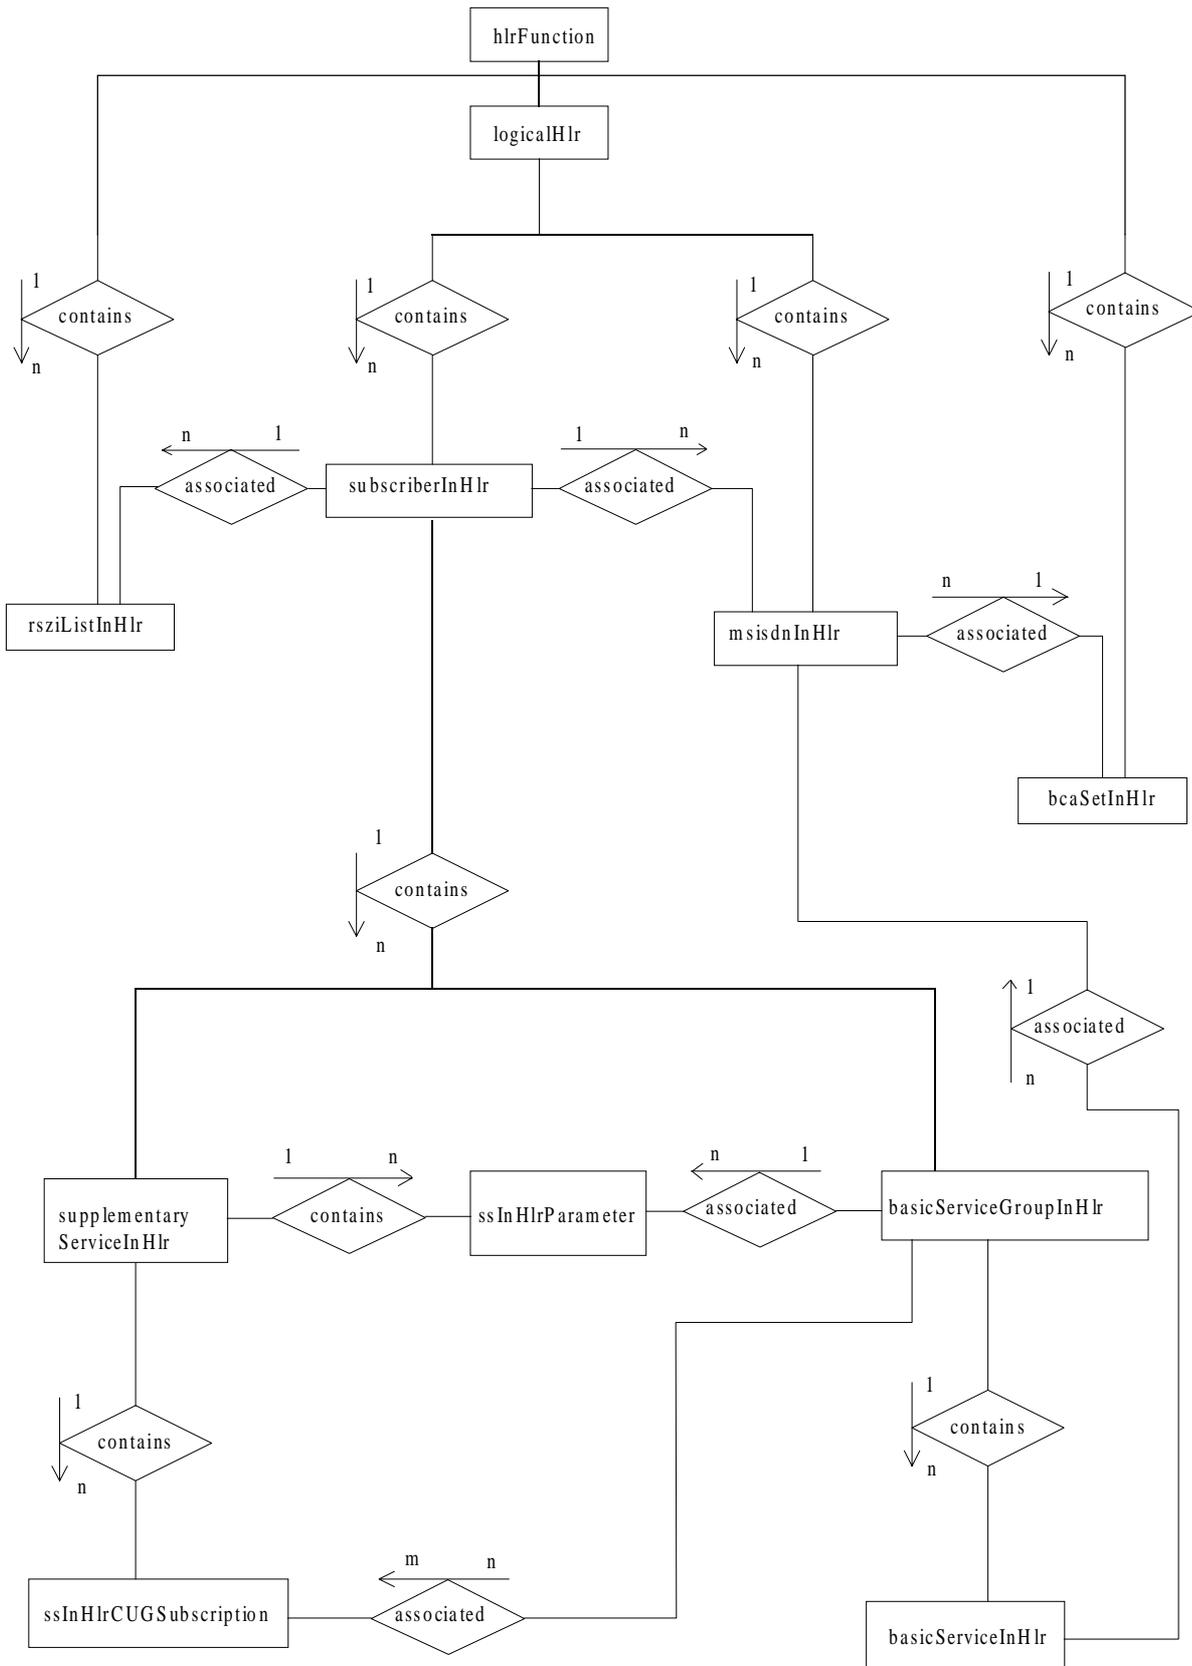 hlrFunction
logicalHlr
1
contains
n
1
contains
n
1
contains
n
1
contains
n
n 1
associated
subscriberInHlr
1 n
associated
rsziListInHlr
msisdnInHlr
n 1
associated
bcaSetInHlr
1
contains
n
1
associated
n
supplementary
ServiceInHlr
1 n
contains
ssInHlrParameter
n 1
associated
basicServiceGroupInHlr
1
contains
n
1
contains
n
ssInHlrCUGSubscription
m n
associated
basicServiceInHlr